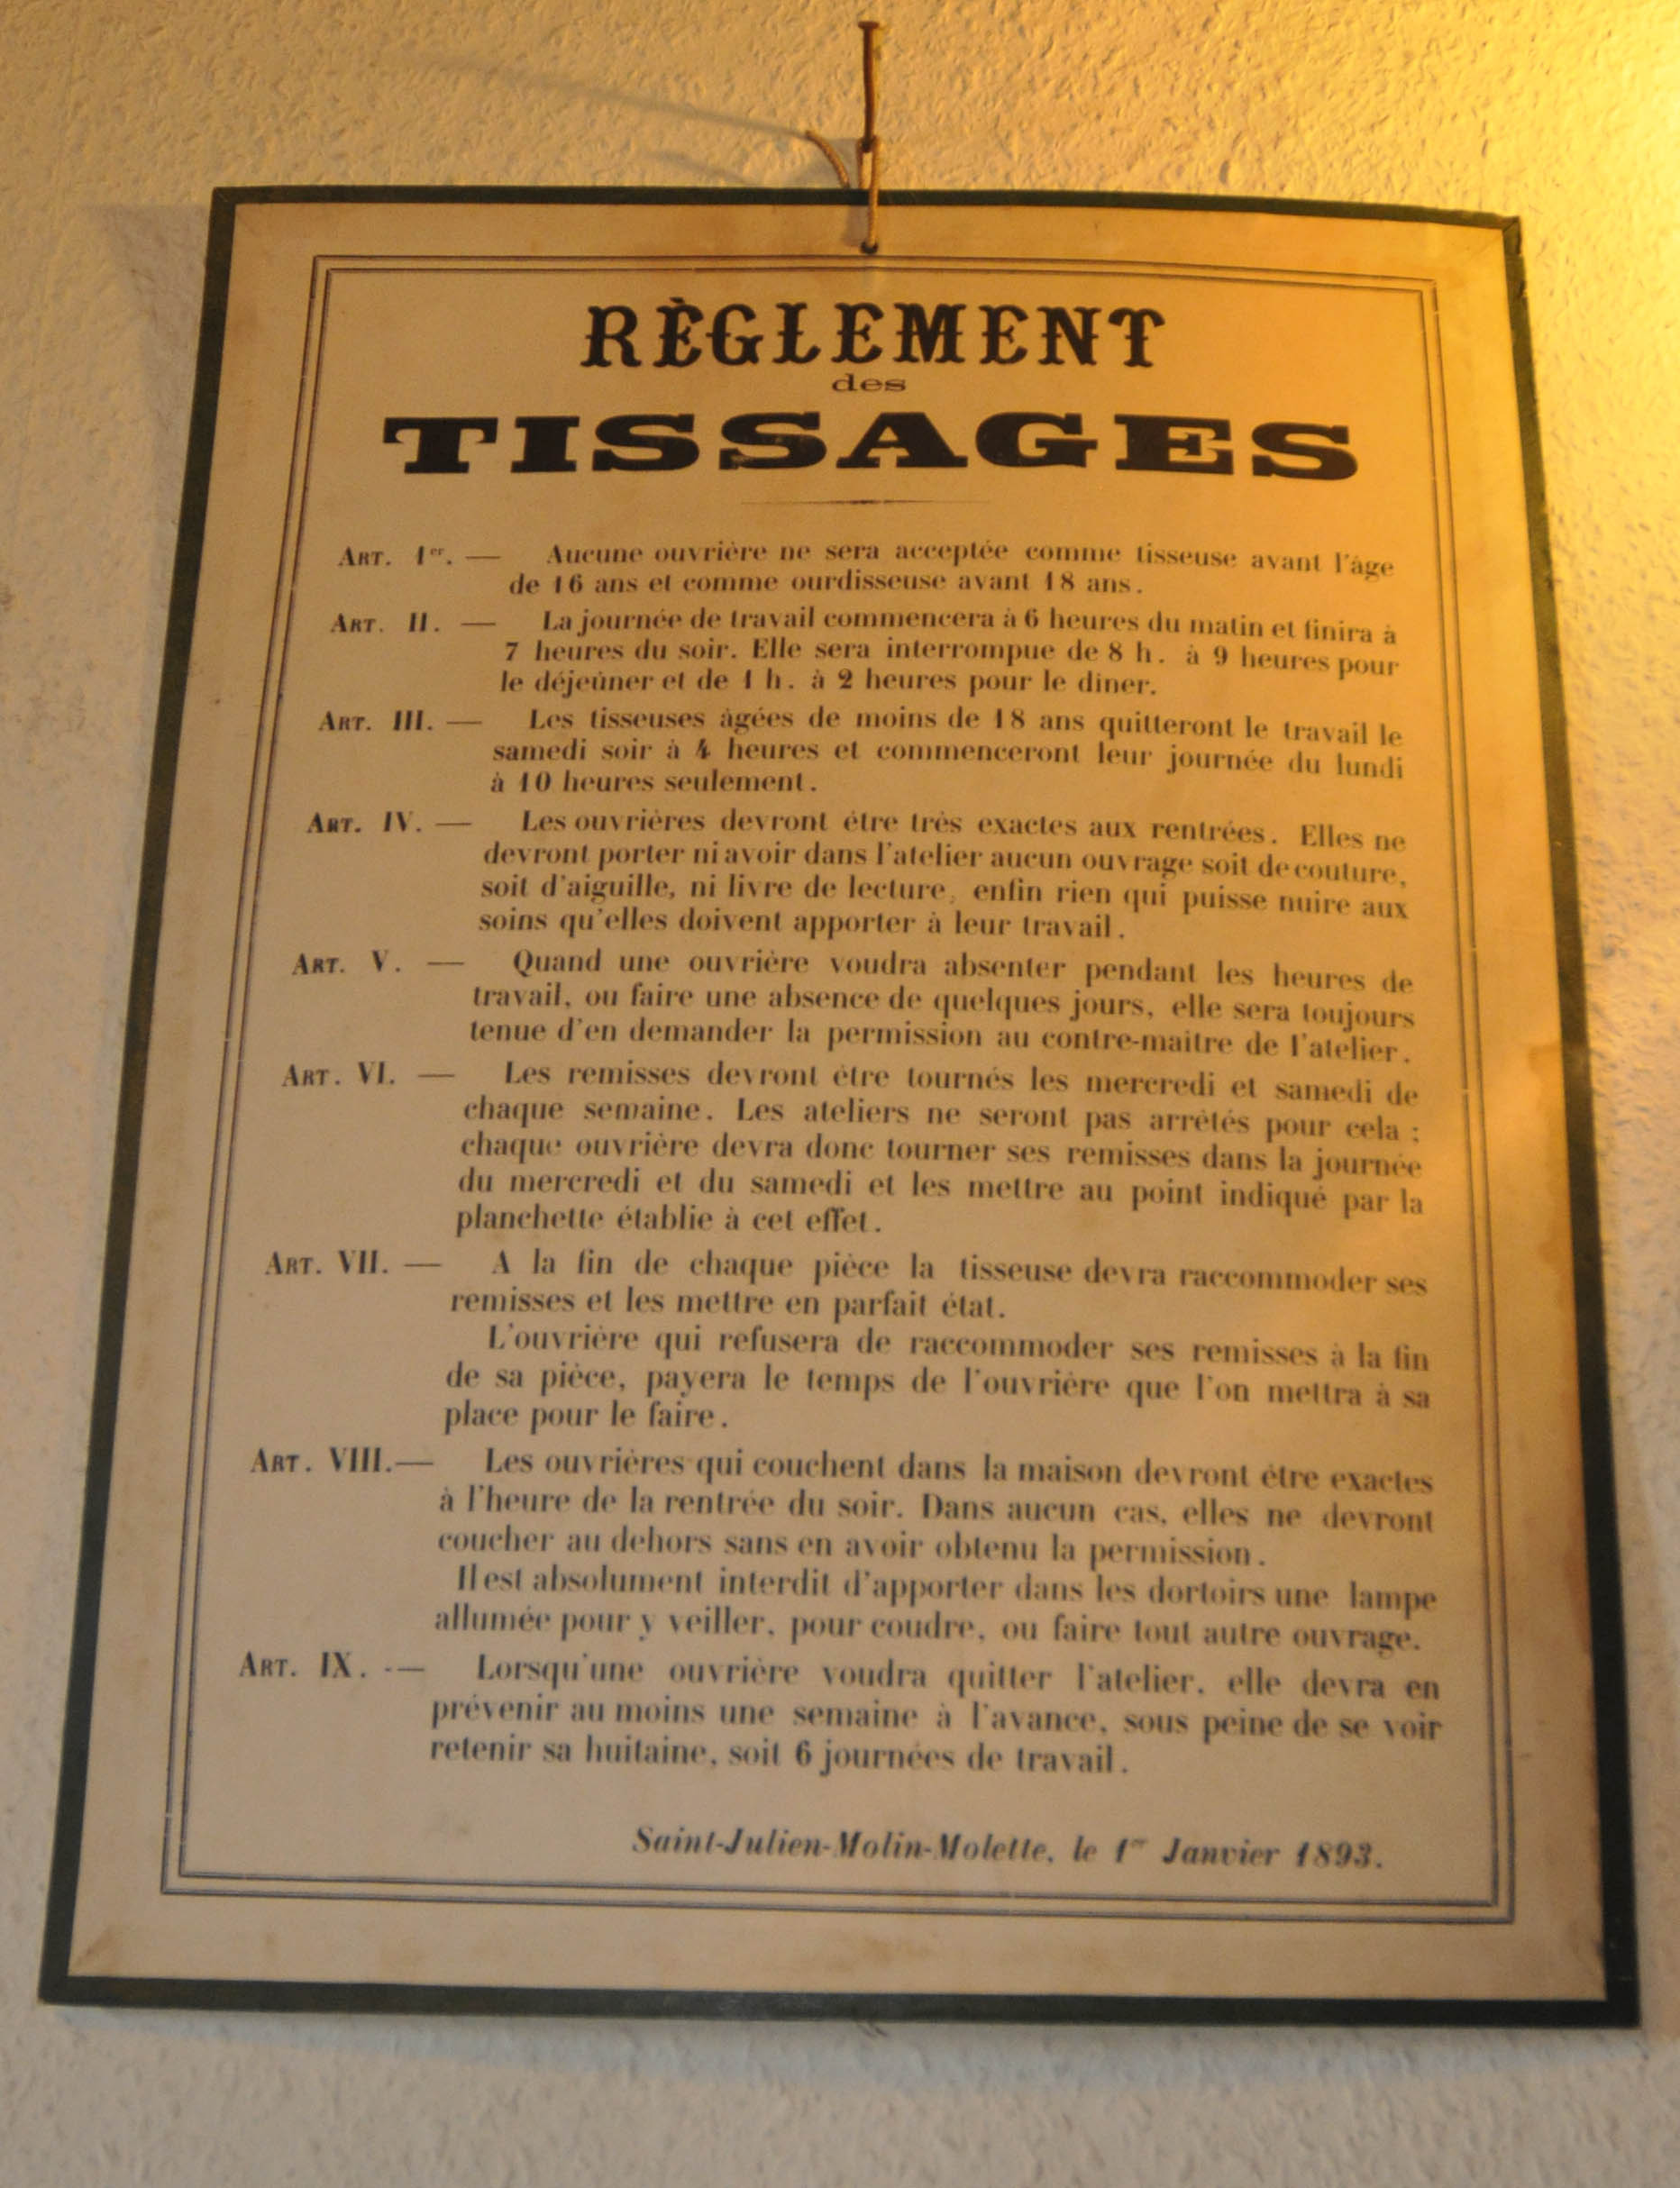 RÈGLEMENT
des
TISSAGES
ART. 1er. — Aucune ouvrière ne sera acceptée comme tisseuse avant l'âge
de 16 ans et comme ourdisseuse avant 18 ans.
ART. II. — La journée de travail commencera à 6 heures du matin et finira à
7 heures du soir. Elle sera interrompue de 8 h. à 9 heures pour
le déjeûner et de 1 h. à 2 heures pour le dîner.
ART. III. — Les tisseuses âgées de moins de 18 ans quitteront le travail le
samedi soir à 4 heures et commenceront leur journée du lundi
à 10 heures seulement.
ART. IV. — Les ouvrières devront être très exactes aux rentrées. Elles ne
devront porter ni avoir dans l'atelier aucun ouvrage soit de couture,
soit d'aiguille, ni livre de lecture, enfin rien qui puisse nuire aux
soins qu'elles doivent apporter à leur travail.
ART. V. — Quand une ouvrière voudra absenter pendant les heures de
travail, ou faire une absence de quelques jours, elle sera toujours
tenue d'en demander la permission au contre-maître de l'atelier.
ART. VI. — Les remisses devront être tournés les mercredi et samedi de
chaque semaine. Les ateliers ne seront pas arrêtés pour cela ;
chaque ouvrière devra donc tourner ses remisses dans la journée
du mercredi et du samedi et les mettre au point indiqué par la
planchette établie à cet effet.
ART. VII. — A la fin de chaque pièce la tisseuse devra raccommoder ses
remisses et les mettre en parfait état.
L'ouvrière qui refusera de raccommoder ses remisses à la fin
de sa pièce, payera le temps de l'ouvrière que l'on mettra à sa
place pour le faire.
ART. VIII. — Les ouvrières qui couchent dans la maison devront être exactes
à l'heure de la rentrée du soir. Dans aucun cas, elles ne devront
coucher au dehors sans en avoir obtenu la permission.
Il est absolument interdit d'apporter dans les dortoirs une lampe
allumée pour y veiller, pour coudre, ou faire tout autre ouvrage.
ART. IX. — Lorsqu'une ouvrière voudra quitter l'atelier, elle devra en
prévenir au moins une semaine à l'avance, sous peine de se voir
retenir sa huitaine, soit 6 journées de travail.
Saint-Julien-Molin-Molette, le 1er Janvier 1893.